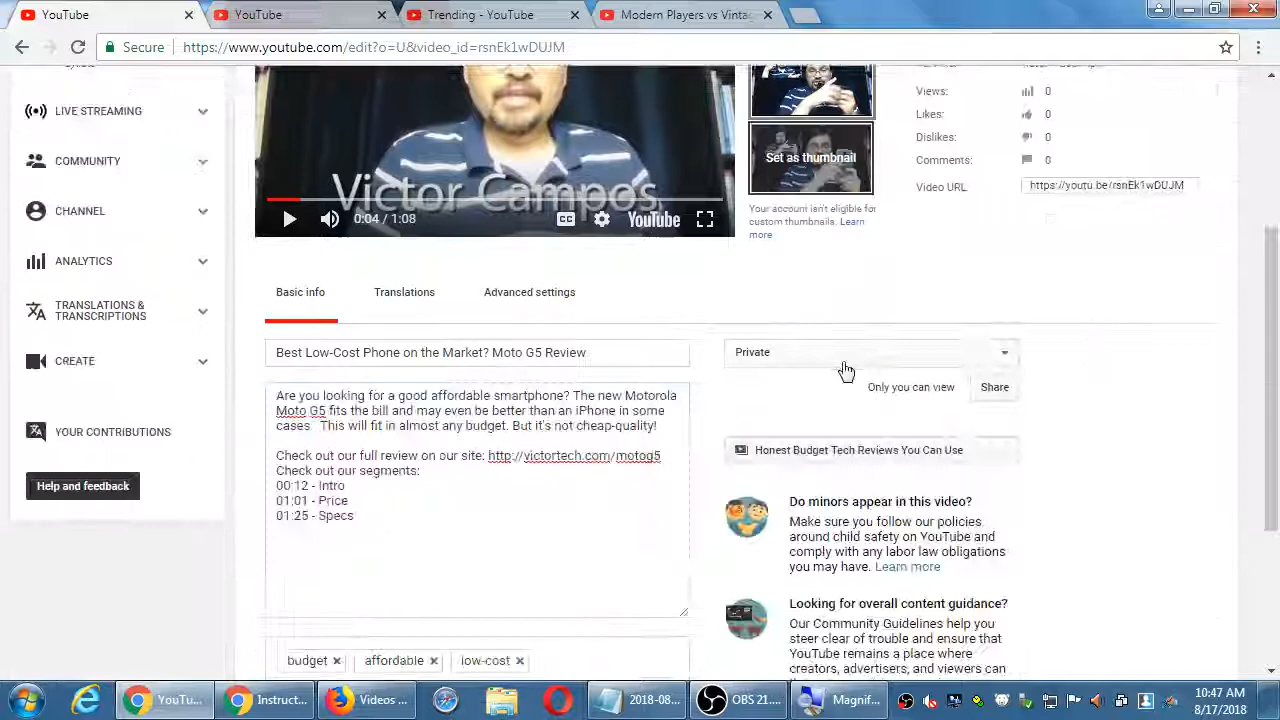 YouTube
YouTube
Trending - YouTube
Modern Players vs Vinta
Secure
https://www.youtube.com/edit?o=U&video_id=rsnEk1wDUJM
LIVE STREAMING
COMMUNITY
CHANNEL
ANALYTICS
TRANSLATIONS &
TRANSCRIPTIONS
CREATE
YOUR CONTRIBUTIONS
Help and feedback
Victor Campos
0:04 / 1:08
CC
YouTube
Set as thumbnail
Your account isn't eligible for
custom thumbnails. Learn
more
Views: 0
Likes: 0
Dislikes: 0
Comments: 0
Video URL: https://youtu.be/rsnEk1wDUJM
Basic info
Translations
Advanced settings
Best Low-Cost Phone on the Market? Moto G5 Review
Are you looking for a good affordable smartphone? The new Motorola
Moto G5 fits the bill and may even be better than an iPhone in some
cases. This will fit in almost any budget. But it's not cheap-quality!
Check out our full review on our site: http://victortech.com/motog5
Check out our segments:
00:12 - Intro
01:01 - Price
01:25 - Specs
budget
affordable
low-cost
Private
Only you can view
Share
Honest Budget Tech Reviews You Can Use
Do minors appear in this video?
Make sure you follow our policies
around child safety on YouTube and
comply with any labor law obligations
you may have. Learn more
Looking for overall content guidance?
Our Community Guidelines help you
steer clear of trouble and ensure that
YouTube remains a place where
creators, advertisers, and viewers can
YouTu...
Instruct...
Videos ...
2018-08...
OBS 21....
Magnif...
10:47 AM
8/17/2018